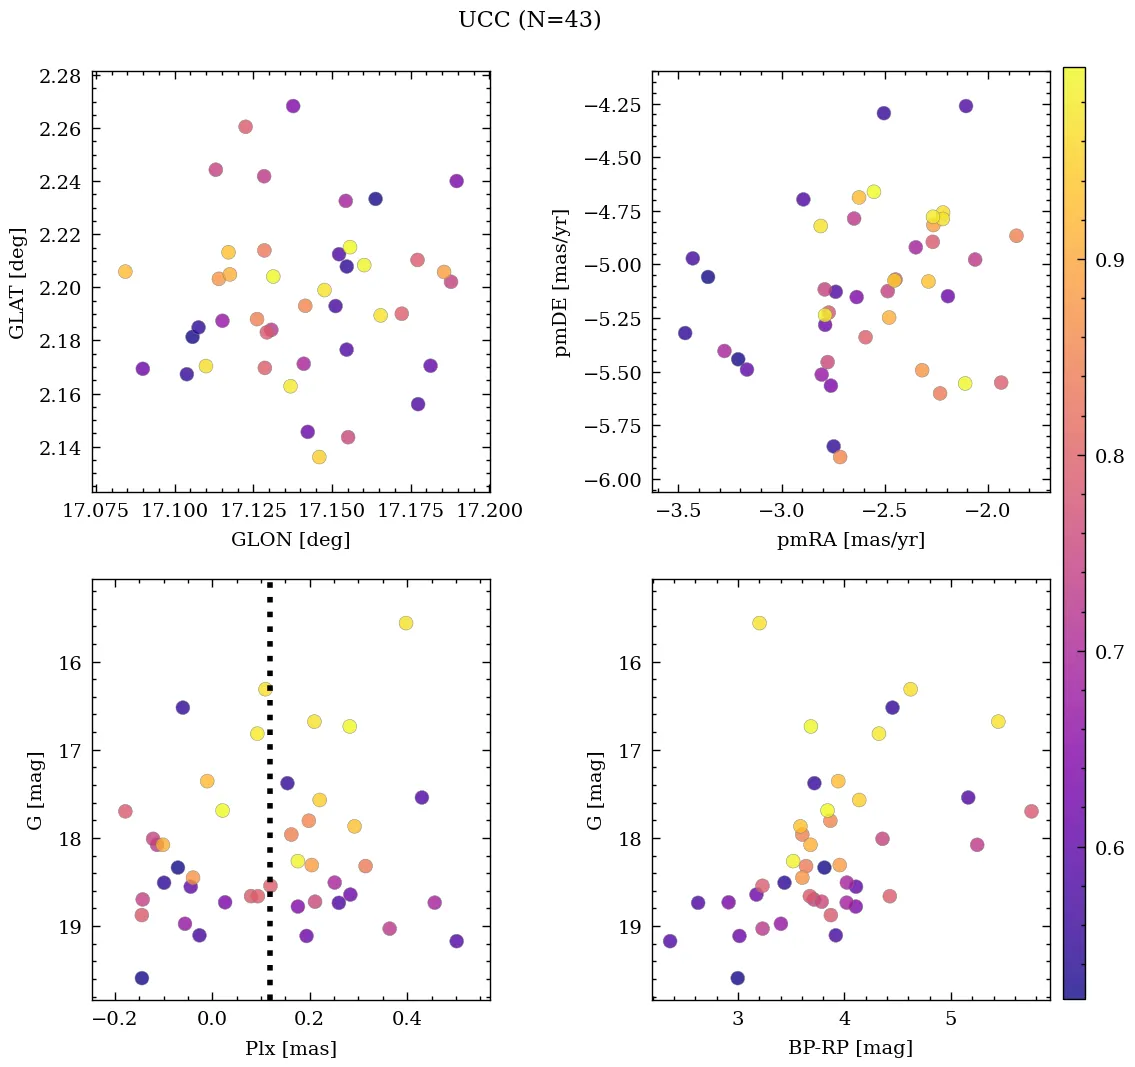 UCC (N=43)
2.28
2.26
2.24
2.22
2.20
2.18
2.16
2.14
GLAT [deg]
17.075 17.100 17.125 17.150 17.175 17.200
GLON [deg]
−4.25
−4.50
−4.75
−5.00
−5.25
−5.50
−5.75
−6.00
pmDE [mas/yr]
−3.5 −3.0 −2.5 −2.0
pmRA [mas/yr]
0.9
0.8
0.7
0.6
16
17
18
19
G [mag]
−0.2 0.0 0.2 0.4
Plx [mas]
16
17
18
19
G [mag]
3 4 5
BP-RP [mag]